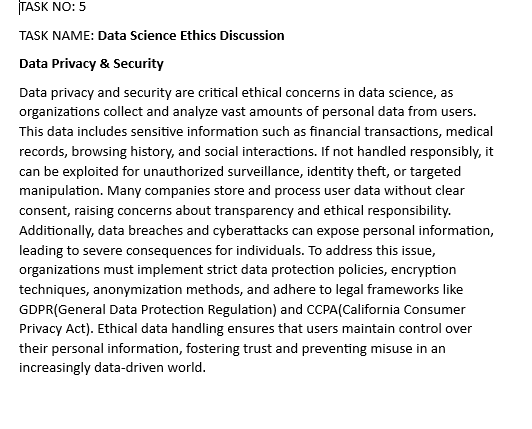 TASK NO: 5
TASK NAME: Data Science Ethics Discussion
Data Privacy & Security
Data privacy and security are critical ethical concerns in data science, as
organizations collect and analyze vast amounts of personal data from users.
This data includes sensitive information such as financial transactions, medical
records, browsing history, and social interactions. If not handled responsibly, it
can be exploited for unauthorized surveillance, identity theft, or targeted
manipulation. Many companies store and process user data without clear
consent, raising concerns about transparency and ethical responsibility.
Additionally, data breaches and cyberattacks can expose personal information,
leading to severe consequences for individuals. To address this issue,
organizations must implement strict data protection policies, encryption
techniques, anonymization methods, and adhere to legal frameworks like
GDPR(General Data Protection Regulation) and CCPA(California Consumer
Privacy Act). Ethical data handling ensures that users maintain control over
their personal information, fostering trust and preventing misuse in an
increasingly data-driven world.